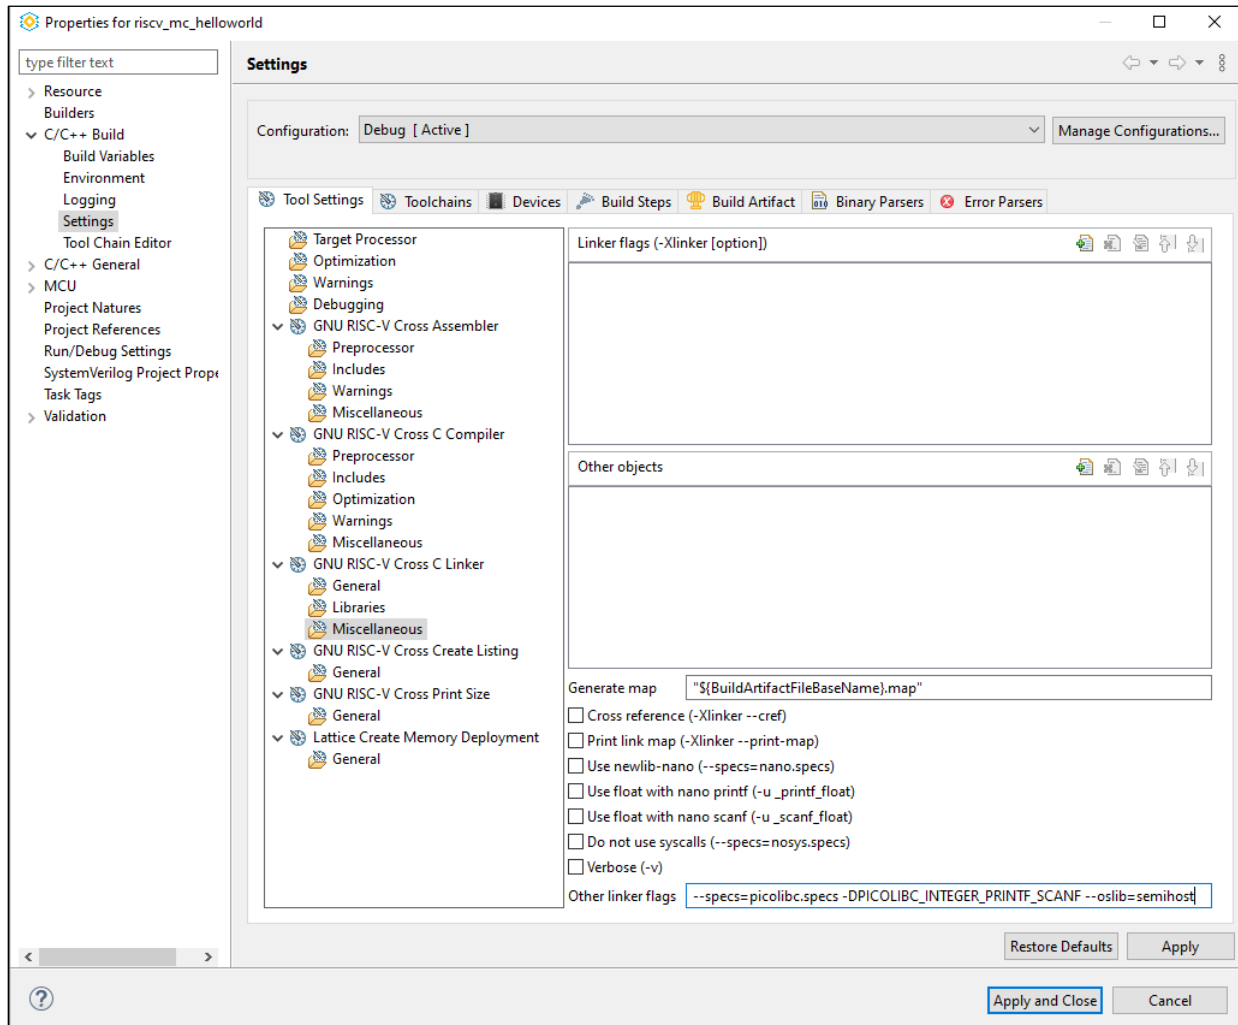 Properties for riscv_mc_helloworld
type filter text
Resource
Builders
C/C++ Build
Build Variables
Environment
Logging
Settings
Tool Chain Editor
C/C++ General
MCU
Project Natures
Project References
Run/Debug Settings
SystemVerilog Project Prope
Task Tags
Validation
Settings
Configuration: Debug [ Active ] Manage Configurations...
Tool Settings Toolchains Devices Build Steps Build Artifact Binary Parsers Error Parsers
Target Processor
Optimization
Warnings
Debugging
GNU RISC-V Cross Assembler
Preprocessor
Includes
Warnings
Miscellaneous
GNU RISC-V Cross C Compiler
Preprocessor
Includes
Optimization
Warnings
Miscellaneous
GNU RISC-V Cross C Linker
General
Libraries
Miscellaneous
GNU RISC-V Cross Create Listing
General
GNU RISC-V Cross Print Size
General
Lattice Create Memory Deployment
General
Linker flags (-Xlinker [option])
Other objects
Generate map "${BuildArtifactFileBaseName}.map"
Cross reference (-Xlinker --cref)
Print link map (-Xlinker --print-map)
Use newlib-nano (--specs=nano.specs)
Use float with nano printf (-u _printf_float)
Use float with nano scanf (-u _scanf_float)
Do not use syscalls (--specs=nosys.specs)
Verbose (-v)
Other linker flags --specs=picolibc.specs -DPICOLIBC_INTEGER_PRINTF_SCANF --oslib=semihost
Restore Defaults Apply
? Apply and Close Cancel